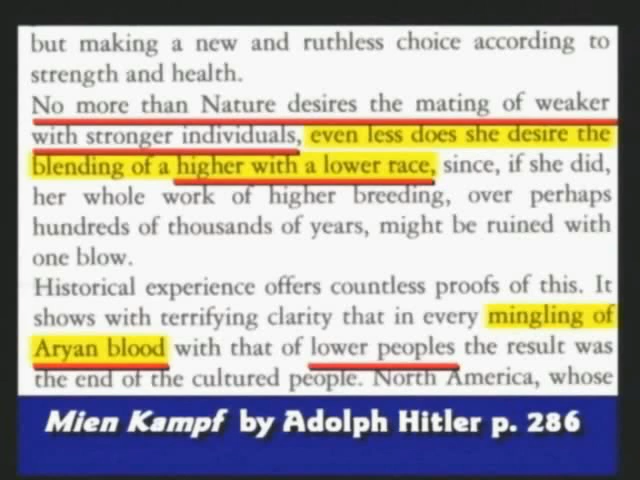 but making a new and ruthless choice according to
strength and health.
No more than Nature desires the mating of weaker
with stronger individuals, even less does she desire the
blending of a higher with a lower race, since, if she did,
her whole work of higher breeding, over perhaps
hundreds of thousands of years, might be ruined with
one blow.
Historical experience offers countless proofs of this. It
shows with terrifying clarity that in every mingling of
Aryan blood with that of lower peoples the result was
the end of the cultured people. North America, whose
Mien Kampf by Adolph Hitler p. 286